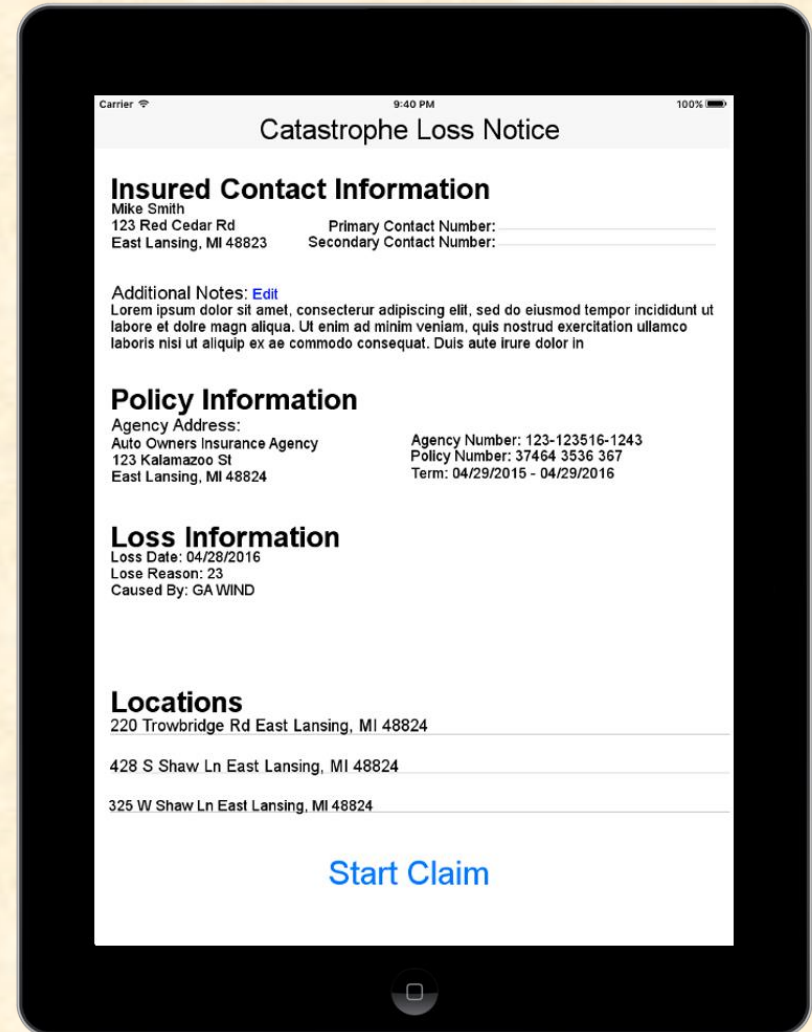 Carrier 9:40 PM 100%
Catastrophe Loss Notice
Insured Contact Information
Mike Smith
123 Red Cedar Rd
East Lansing, MI 48823
Primary Contact Number:
Secondary Contact Number:
Additional Notes: Edit
Lorem ipsum dolor sit amet, consecterur adipiscing elit, sed do eiusmod tempor incididunt ut
labore et dolre magn aliqua. Ut enim ad minim veniam, quis nostrud exercitation ullamco
laboris nisi ut aliquip ex ae commodo consequat. Duis aute irure dolor in
Policy Information
Agency Address:
Auto Owners Insurance Agency
123 Kalamazoo St
East Lansing, MI 48824
Agency Number: 123-123516-1243
Policy Number: 37464 3536 367
Term: 04/29/2015 - 04/29/2016
Loss Information
Loss Date: 04/28/2016
Lose Reason: 23
Caused By: GA WIND
Locations
220 Trowbridge Rd East Lansing, MI 48824
428 S Shaw Ln East Lansing, MI 48824
325 W Shaw Ln East Lansing, MI 48824
Start Claim